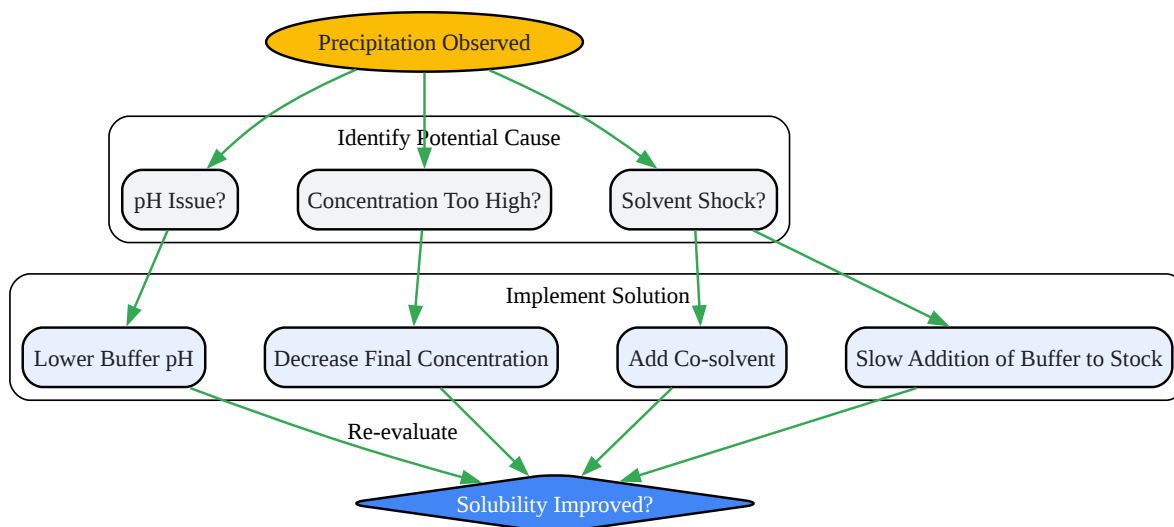 Precipitation Observed
Identify Potential Cause
pH Issue?
Concentration Too High?
Solvent Shock?
Implement Solution
Lower Buffer pH
Decrease Final Concentration
Add Co-solvent
Slow Addition of Buffer to Stock
Re-evaluate
Solubility Improved?